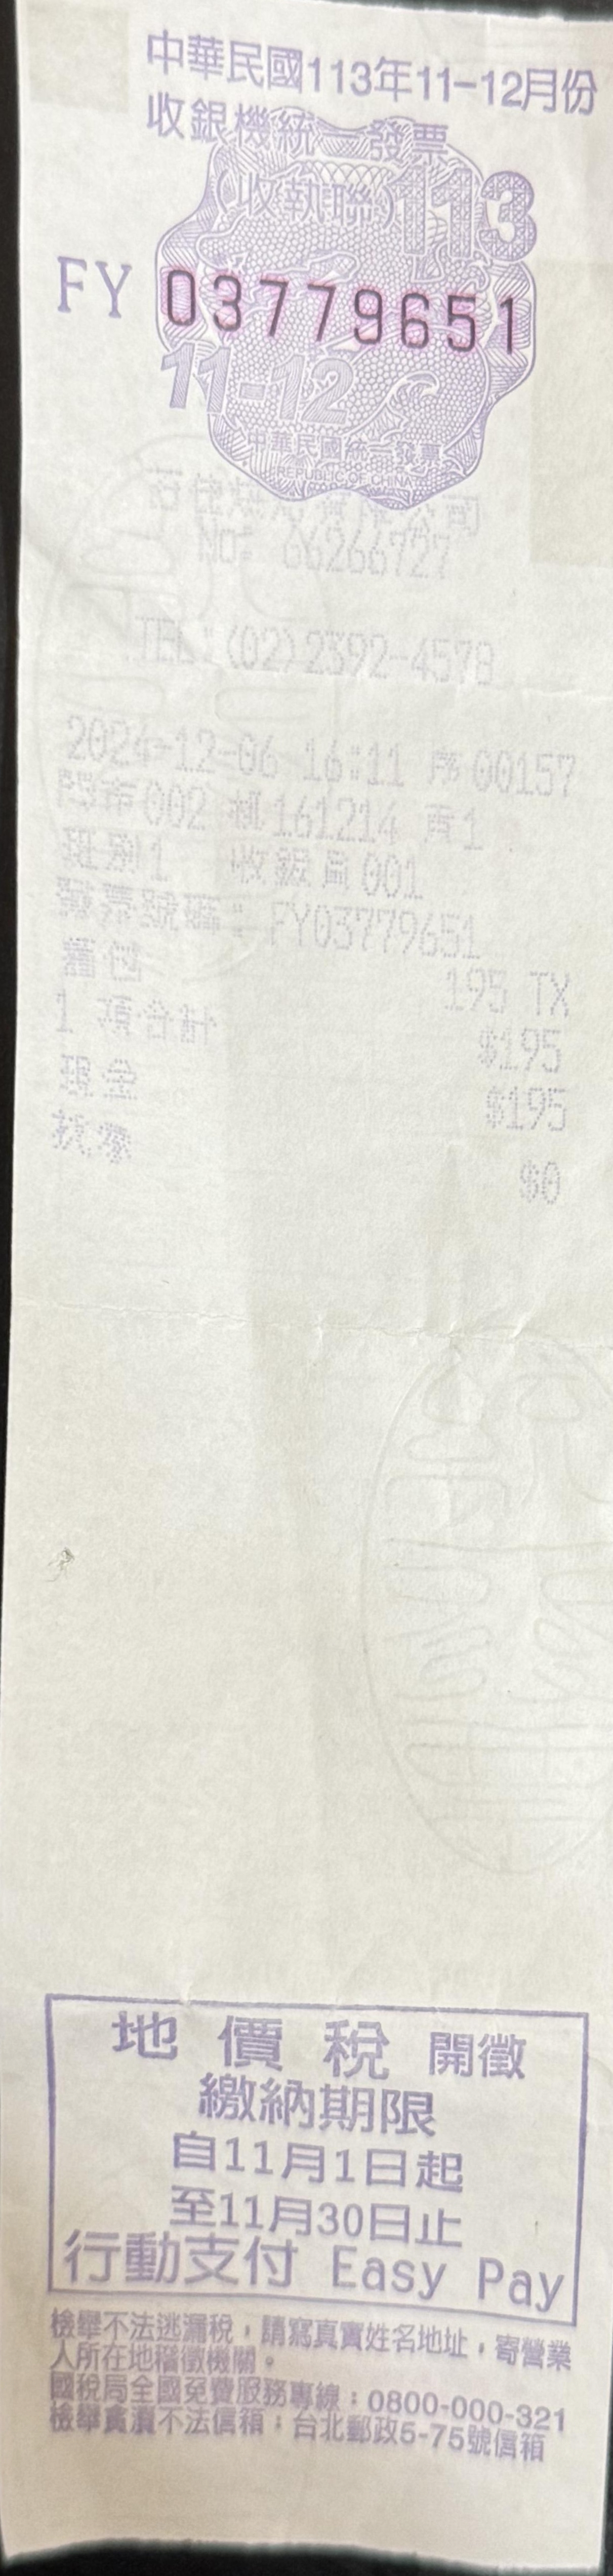 中華民國113年11-12月份
收銀機統一發票
(收執聯)113
FY 03779651
11-12
中華民國統一發票
REPUBLIC OF CHINA
公司
NO: 66266727
TEL:(02)2392-4578
2024-12-06 16:11 序00157
門市002 機161214 頁1
班別1 收銀員001
發票號碼: FY03779651
麵包 195 TX
1 項合計 $195
現金 $195
找零 $0
地價稅 開徵
繳納期限
自11月1日起
至11月30日止
行動支付 Easy Pay
檢舉不法逃漏稅,請寫真實姓名地址,寄營業
人所在地稽徵機關。
國稅局全國免費服務專線:0800-000-321
檢舉貪瀆不法信箱:台北郵政5-75號信箱